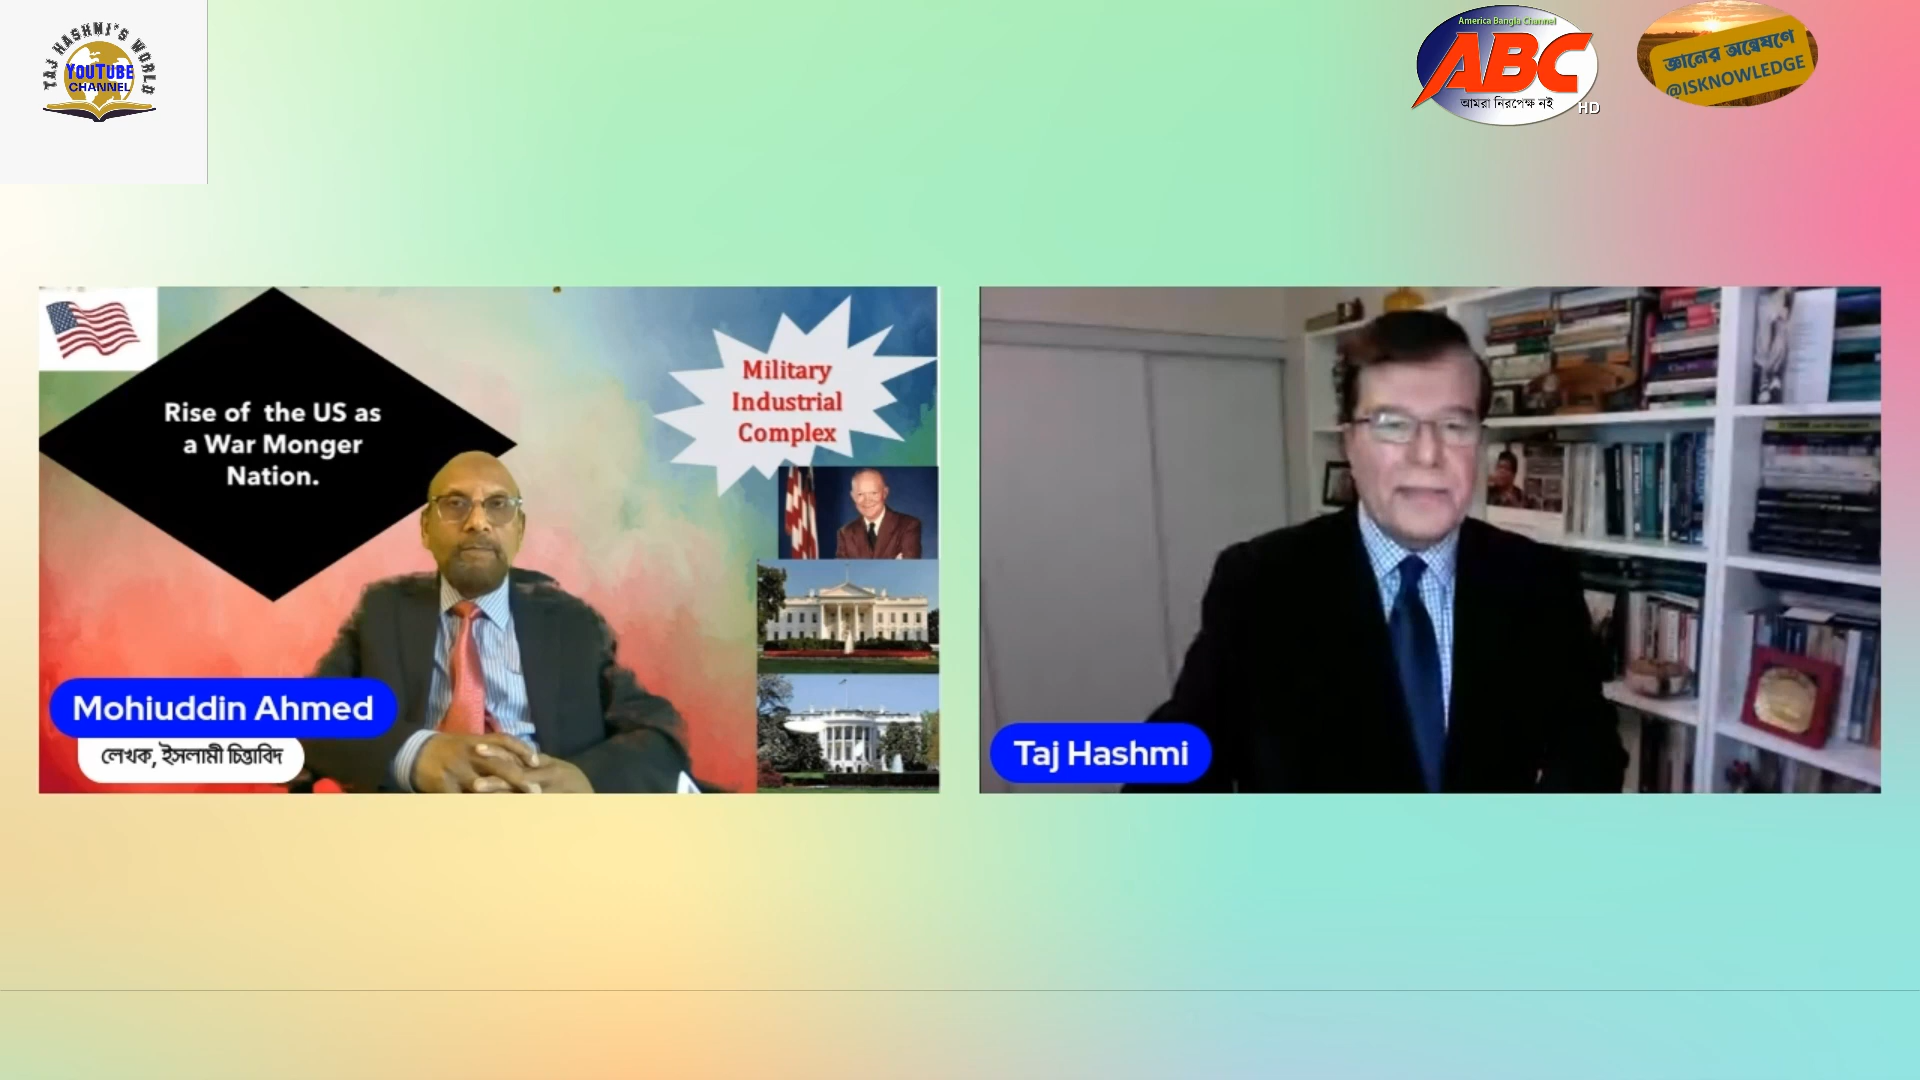 TAJ HASHMI'S WORLD
YOUTUBE
CHANNEL
America Bangla Channel
ABC
আমরা নিরপেক্ষ নই
HD
জ্ঞানের অন্বেষণে
@ISKNOWLEDGE
Rise of the US as
a War Monger
Nation.
Military
Industrial
Complex
Mohiuddin Ahmed
লেখক, ইসলামী চিন্তাবিদ
Taj Hashmi